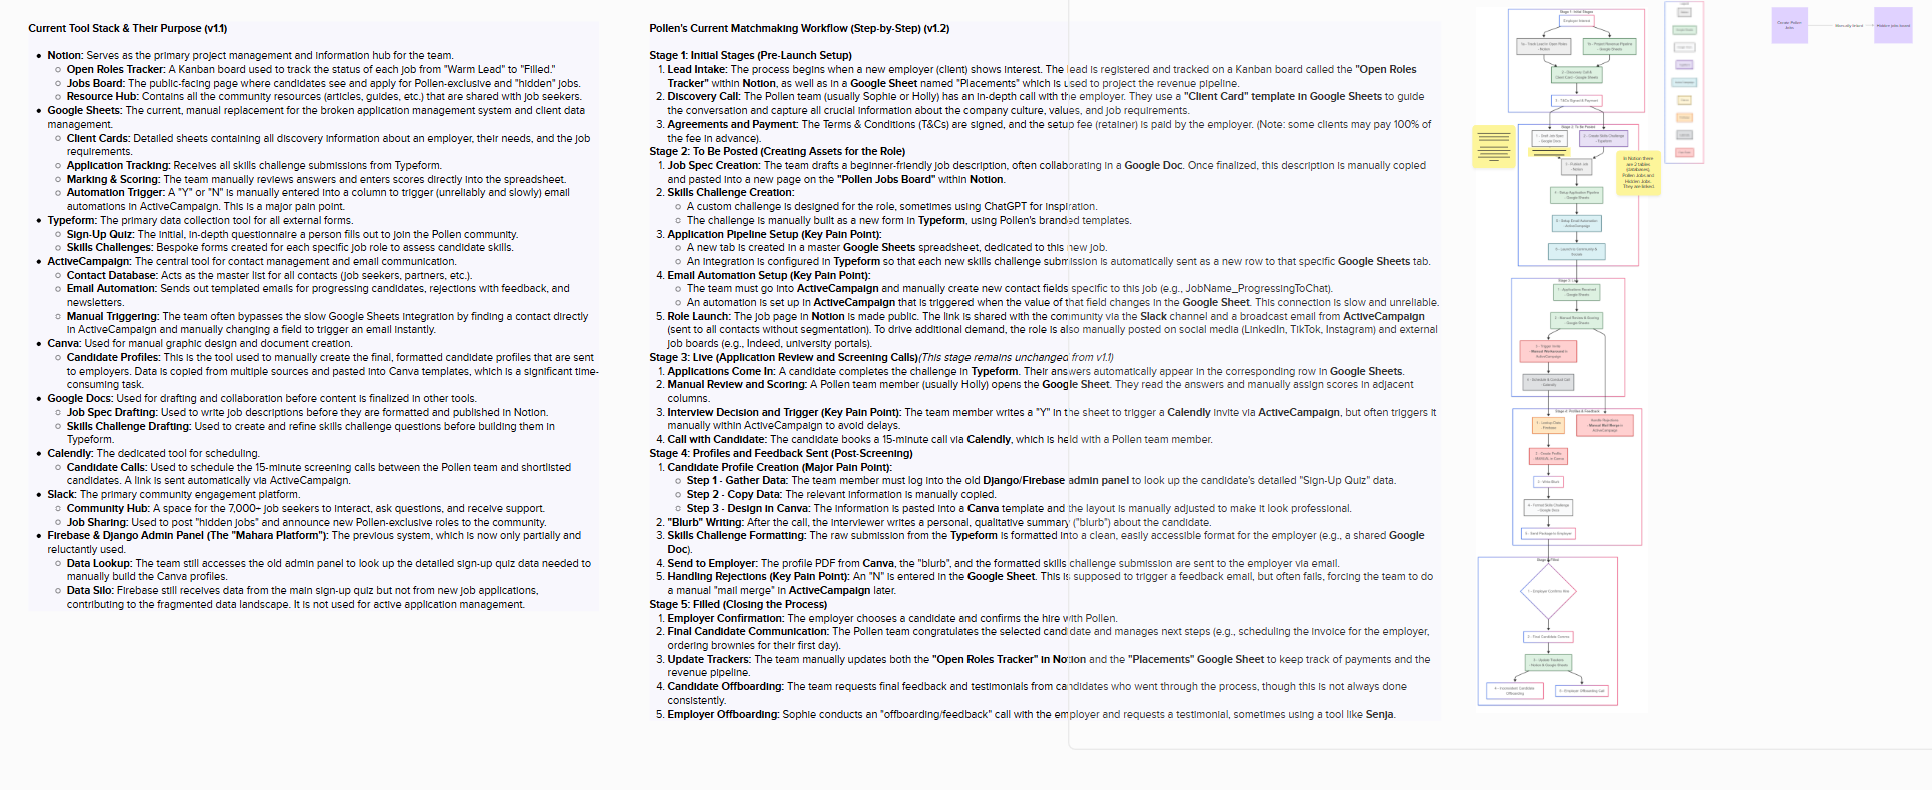 Current Tool Stack & Their Purpose (v1.1)
• Notion: Serves as the primary project management and information hub for the team.
○ Open Roles Tracker: A Kanban board used to track the status of each job from "Warm Lead" to "Filled."
○ Jobs Board: The public-facing page where candidates see and apply for Pollen-exclusive and "hidden" jobs.
○ Resource Hub: Contains all the community resources (articles, guides, etc.) that are shared with job seekers.
• Google Sheets: The current, manual replacement for the broken application management system and client data
management.
○ Client Cards: Detailed sheets containing all discovery information about an employer, their needs, and the job
requirements.
○ Application Tracking: Receives all skills challenge submissions from Typeform.
○ Marking & Scoring: The team manually reviews answers and enters scores directly into the spreadsheet.
○ Automation Trigger: A "Y" or "N" is manually entered into a column to trigger (unreliably and slowly) email
automations in ActiveCampaign. This is a major pain point.
• Typeform: The primary data collection tool for all external forms.
○ Sign-Up Quiz: The initial, in-depth questionnaire a person fills out to join the Pollen community.
○ Skills Challenges: Bespoke forms created for each specific job role to assess candidate skills.
• ActiveCampaign: The central tool for contact management and email communication.
○ Contact Database: Acts as the master list for all contacts (job seekers, partners, etc.).
○ Email Automation: Sends out templated emails for progressing candidates, rejections with feedback, and
newsletters.
○ Manual Triggering: The team often bypasses the slow Google Sheets integration by finding a contact directly
in ActiveCampaign and manually changing a field to trigger an email instantly.
• Canva: Used for manual graphic design and document creation.
○ Candidate Profiles: This is the tool used to manually create the final, formatted candidate profiles that are sent
to employers. Data is copied from multiple sources and pasted into Canva templates, which is a significant time-
consuming task.
• Google Docs: Used for drafting and collaboration before content is finalized in other tools.
○ Job Spec Drafting: Used to write job descriptions before they are formatted and published in Notion.
○ Skills Challenge Drafting: Used to create and refine skills challenge questions before building them in
Typeform.
• Calendly: The dedicated tool for scheduling.
○ Candidate Calls: Used to schedule the 15-minute screening calls between the Pollen team and shortlisted
candidates. A link is sent automatically via ActiveCampaign.
• Slack: The primary community engagement platform.
○ Community Hub: A space for the 7,000+ job seekers to interact, ask questions, and receive support.
○ Job Sharing: Used to post "hidden jobs" and announce new Pollen-exclusive roles to the community.
• Firebase & Django Admin Panel (The "Mahara Platform"): The previous system, which is now only partially and
reluctantly used.
○ Data Lookup: The team still accesses the old admin panel to look up the detailed sign-up quiz data needed to
manually build the Canva profiles.
○ Data Silo: Firebase still receives data from the main sign-up quiz but not from new job applications,
contributing to the fragmented data landscape. It is not used for active application management.
Pollen's Current Matchmaking Workflow (Step-by-Step) (v1.2)
Stage 1: Initial Stages (Pre-Launch Setup)
1. Lead Intake: The process begins when a new employer (client) shows interest. The lead is registered and tracked on a Kanban board called the "Open Roles
Tracker" within Notion, as well as in a Google Sheet named "Placements" which is used to project the revenue pipeline.
2. Discovery Call: The Pollen team (usually Sophie or Holly) has an in-depth call with the employer. They use a "Client Card" template in Google Sheets to guide
the conversation and capture all crucial information about the company culture, values, and job requirements.
3. Agreements and Payment: The Terms & Conditions (T&Cs) are signed, and the setup fee (retainer) is paid by the employer. (Note: some clients may pay 100% of
the fee in advance).
Stage 2: To Be Posted (Creating Assets for the Role)
1. Job Spec Creation: The team drafts a beginner-friendly job description, often collaborating in a Google Doc. Once finalized, this description is manually copied
and pasted into a new page on the "Pollen Jobs Board" within Notion.
2. Skills Challenge Creation:
○ A custom challenge is designed for the role, sometimes using ChatGPT for inspiration.
○ The challenge is manually built as a new form in Typeform, using Pollen's branded templates.
3. Application Pipeline Setup (Key Pain Point):
○ A new tab is created in a master Google Sheets spreadsheet, dedicated to this new job.
○ An integration is configured in Typeform so that each new skills challenge submission is automatically sent as a new row to that specific Google Sheets tab.
4. Email Automation Setup (Key Pain Point):
○ The team must go into ActiveCampaign and manually create new contact fields specific to this job (e.g., JobName_ProgressingToChat).
○ An automation is set up in ActiveCampaign that is triggered when the value of that field changes in the Google Sheet. This connection is slow and unreliable.
5. Role Launch: The job page in Notion is made public. The link is shared with the community via the Slack channel and a broadcast email from ActiveCampaign
(sent to all contacts without segmentation). To drive additional demand, the role is also manually posted on social media (LinkedIn, TikTok, Instagram) and external
job boards (e.g., Indeed, university portals).
Stage 3: Live (Application Review and Screening Calls)(This stage remains unchanged from v1.1)
1. Applications Come In: A candidate completes the challenge in Typeform. Their answers automatically appear in the corresponding row in Google Sheets.
2. Manual Review and Scoring: A Pollen team member (usually Holly) opens the Google Sheet. They read the answers and manually assign scores in adjacent
columns.
3. Interview Decision and Trigger (Key Pain Point): The team member writes a "Y" in the sheet to trigger a Calendly invite via ActiveCampaign, but often triggers it
manually within ActiveCampaign to avoid delays.
4. Call with Candidate: The candidate books a 15-minute call via Calendly, which is held with a Pollen team member.
Stage 4: Profiles and Feedback Sent (Post-Screening)
1. Candidate Profile Creation (Major Pain Point):
○ Step 1 - Gather Data: The team member must log into the old Django/Firebase admin panel to look up the candidate's detailed "Sign-Up Quiz" data.
○ Step 2 - Copy Data: The relevant information is manually copied.
○ Step 3 - Design in Canva: The information is pasted into a Canva template and the layout is manually adjusted to make it look professional.
2. "Blurb" Writing: After the call, the interviewer writes a personal, qualitative summary ("blurb") about the candidate.
3. Skills Challenge Formatting: The raw submission from the Typeform is formatted into a clean, easily accessible format for the employer (e.g., a shared Google
Doc).
4. Send to Employer: The profile PDF from Canva, the "blurb", and the formatted skills challenge submission are sent to the employer via email.
5. Handling Rejections (Key Pain Point): An "N" is entered in the Google Sheet. This is supposed to trigger a feedback email, but often fails, forcing the team to do
a manual "mail merge" in ActiveCampaign later.
Stage 5: Filled (Closing the Process)
1. Employer Confirmation: The employer chooses a candidate and confirms the hire with Pollen.
2. Final Candidate Communication: The Pollen team congratulates the selected candidate and manages next steps (e.g., scheduling the invoice for the employer,
ordering brownies for their first day).
3. Update Trackers: The team manually updates both the "Open Roles Tracker" in Notion and the "Placements" Google Sheet to keep track of payments and the
revenue pipeline.
4. Candidate Offboarding: The team requests final feedback and testimonials from candidates who went through the process, though this is not always done
consistently.
5. Employer Offboarding: Sophie conducts an "offboarding/feedback" call with the employer and requests a testimonial, sometimes using a tool like Senja.
In Notion there
are 2 tables
(databases),
Pollen Jobs and
Hidden Jobs.
They are linked.